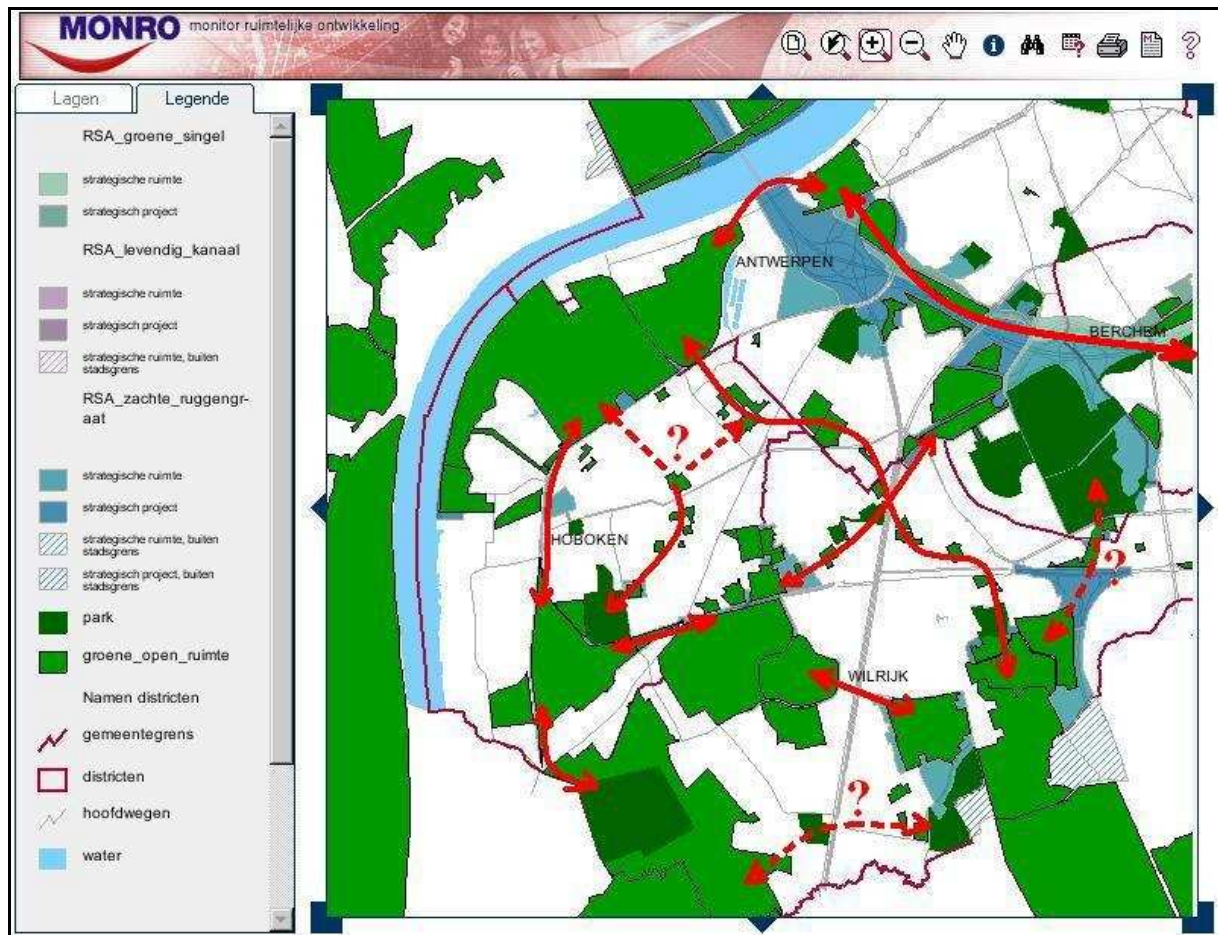 MONRO monitor ruimtelijke ontwikkeling
Lagen
Legende
RSA_groene_singel
strategische ruimte
strategisch project
RSA_levendig_kanaal
strategische ruimte
strategisch project
strategische ruimte, buiten
stadsgrens
RSA_zachte_ruggengr-
aat
strategische ruimte
strategisch project
strategische ruimte, buiten
stadsgrens
strategisch project, buiten
stadsgrens
park
groene_open_ruimte
Namen districten
gemeentegrens
districten
hoofdwegen
water
ANTWERPEN
BERCHEM
?
HOBOKEN
?
WILRIJK
?